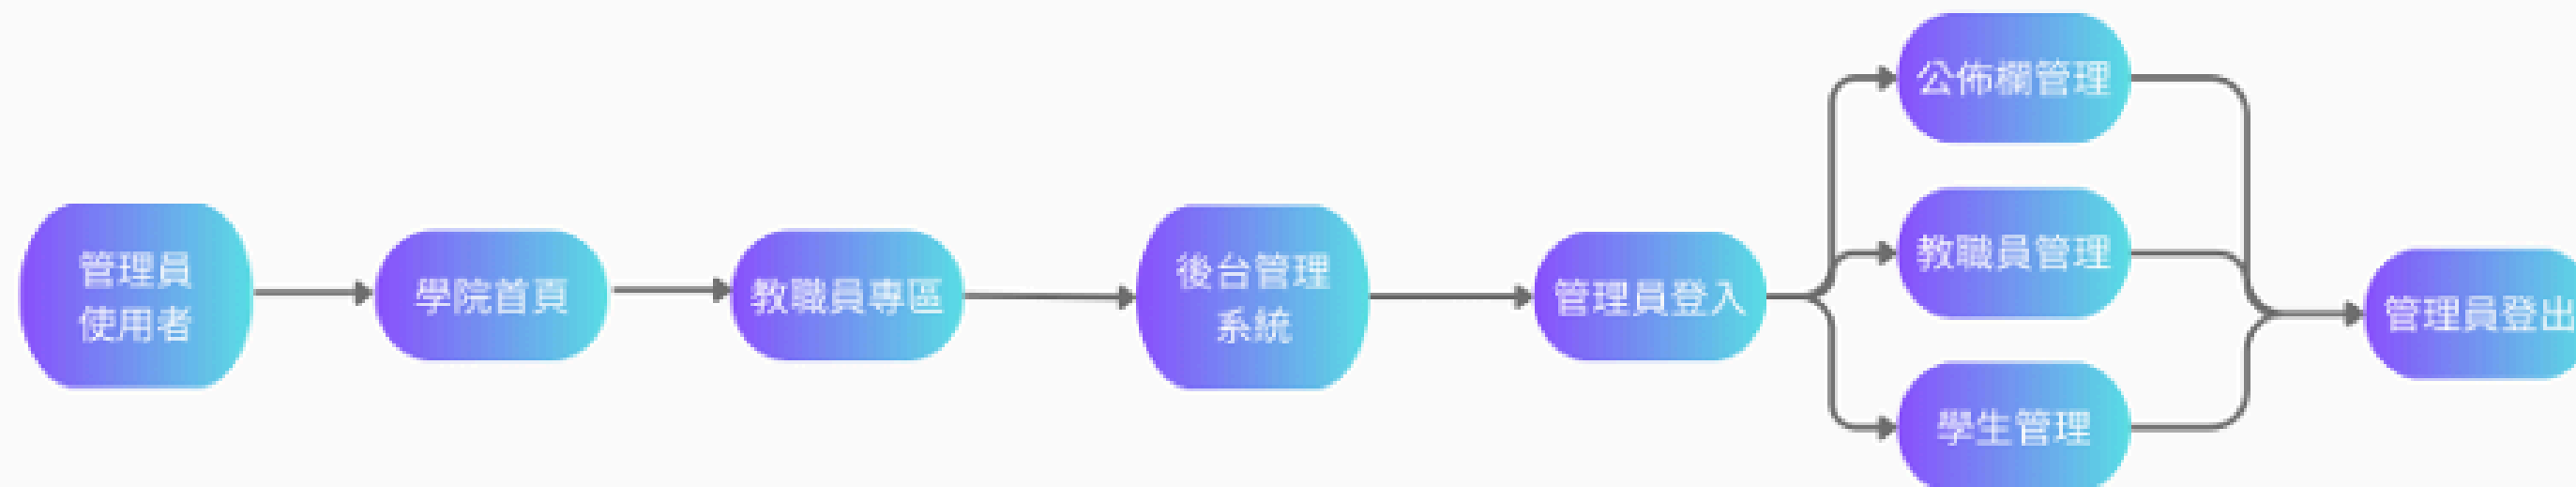 管理員
使用者
學院首頁
教職員專區
後台管理
系統
管理員登入
公佈欄管理
教職員管理
學生管理
管理員登出